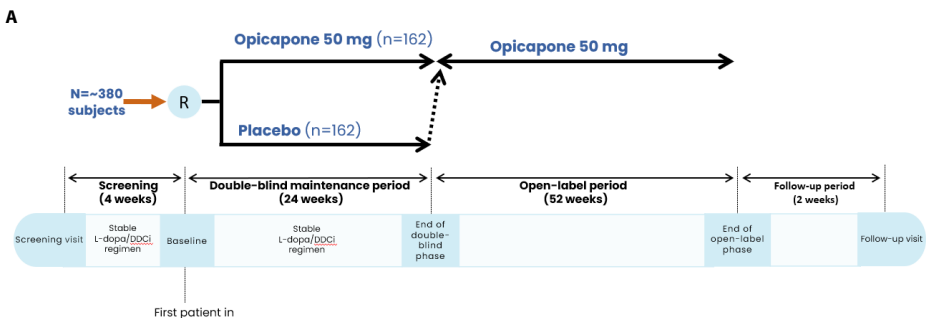 A
Opicapone 50 mg (n=162)
Opicapone 50 mg
N=~380
subjects
R
Placebo (n=162)
Screening
(4 weeks)
Double-blind maintenance period
(24 weeks)
Open-label period
(52 weeks)
Follow-up period
(2 weeks)
Screening visit
Stable
L-dopa/DDCi
regimen
Baseline
Stable
L-dopa/DDCi
regimen
End of
double-
blind
phase
End of
open-label
phase
Follow-up visit
First patient in